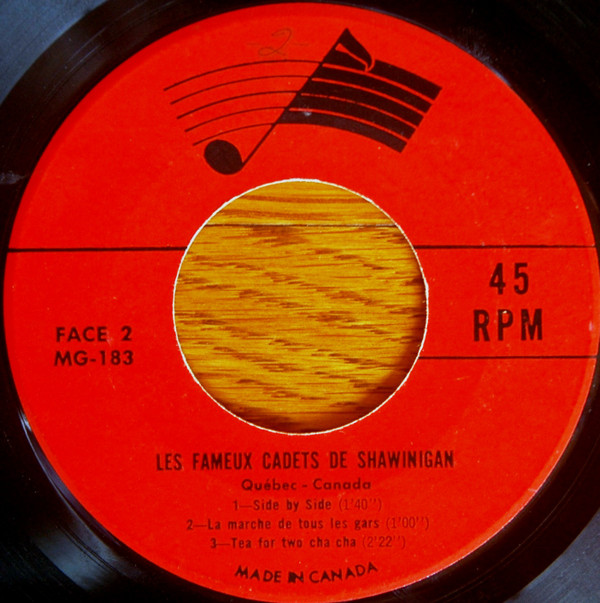 2
45
RPM
FACE 2
MG-183
LES FAMEUX CADETS DE SHAWINIGAN
Québec - Canada
1—Side by Side (1'40'')
2—La marche de tous les gars (1'00'')
3—Tea for two cha cha (2'22'')
MADE IN CANADA